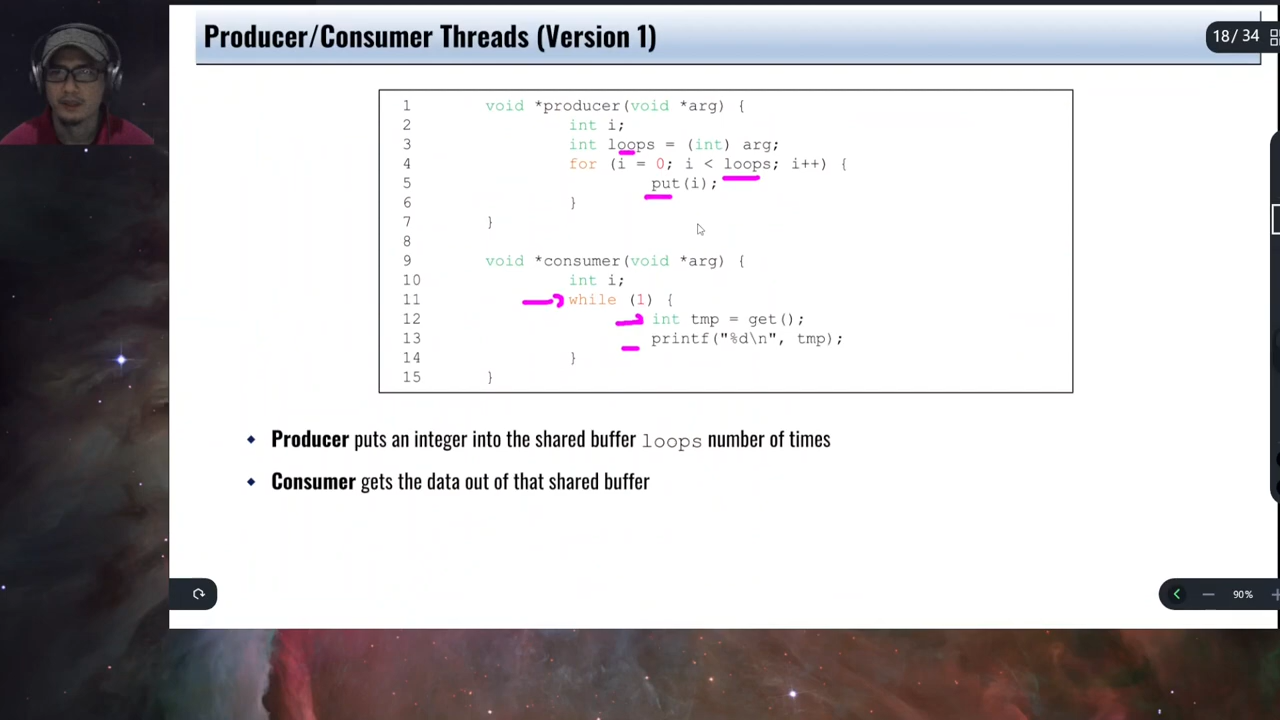 Producer/Consumer Threads (Version 1)
18 / 34
1 void *producer(void *arg) {
2 int i;
3 int loops = (int) arg;
4 for (i = 0; i < loops; i++) {
5 put(i);
6 }
7 }
8
9 void *consumer(void *arg) {
10 int i;
11 while (1) {
12 int tmp = get();
13 printf("%d\n", tmp);
14 }
15 }
Producer puts an integer into the shared buffer loops number of times
Consumer gets the data out of that shared buffer
90%